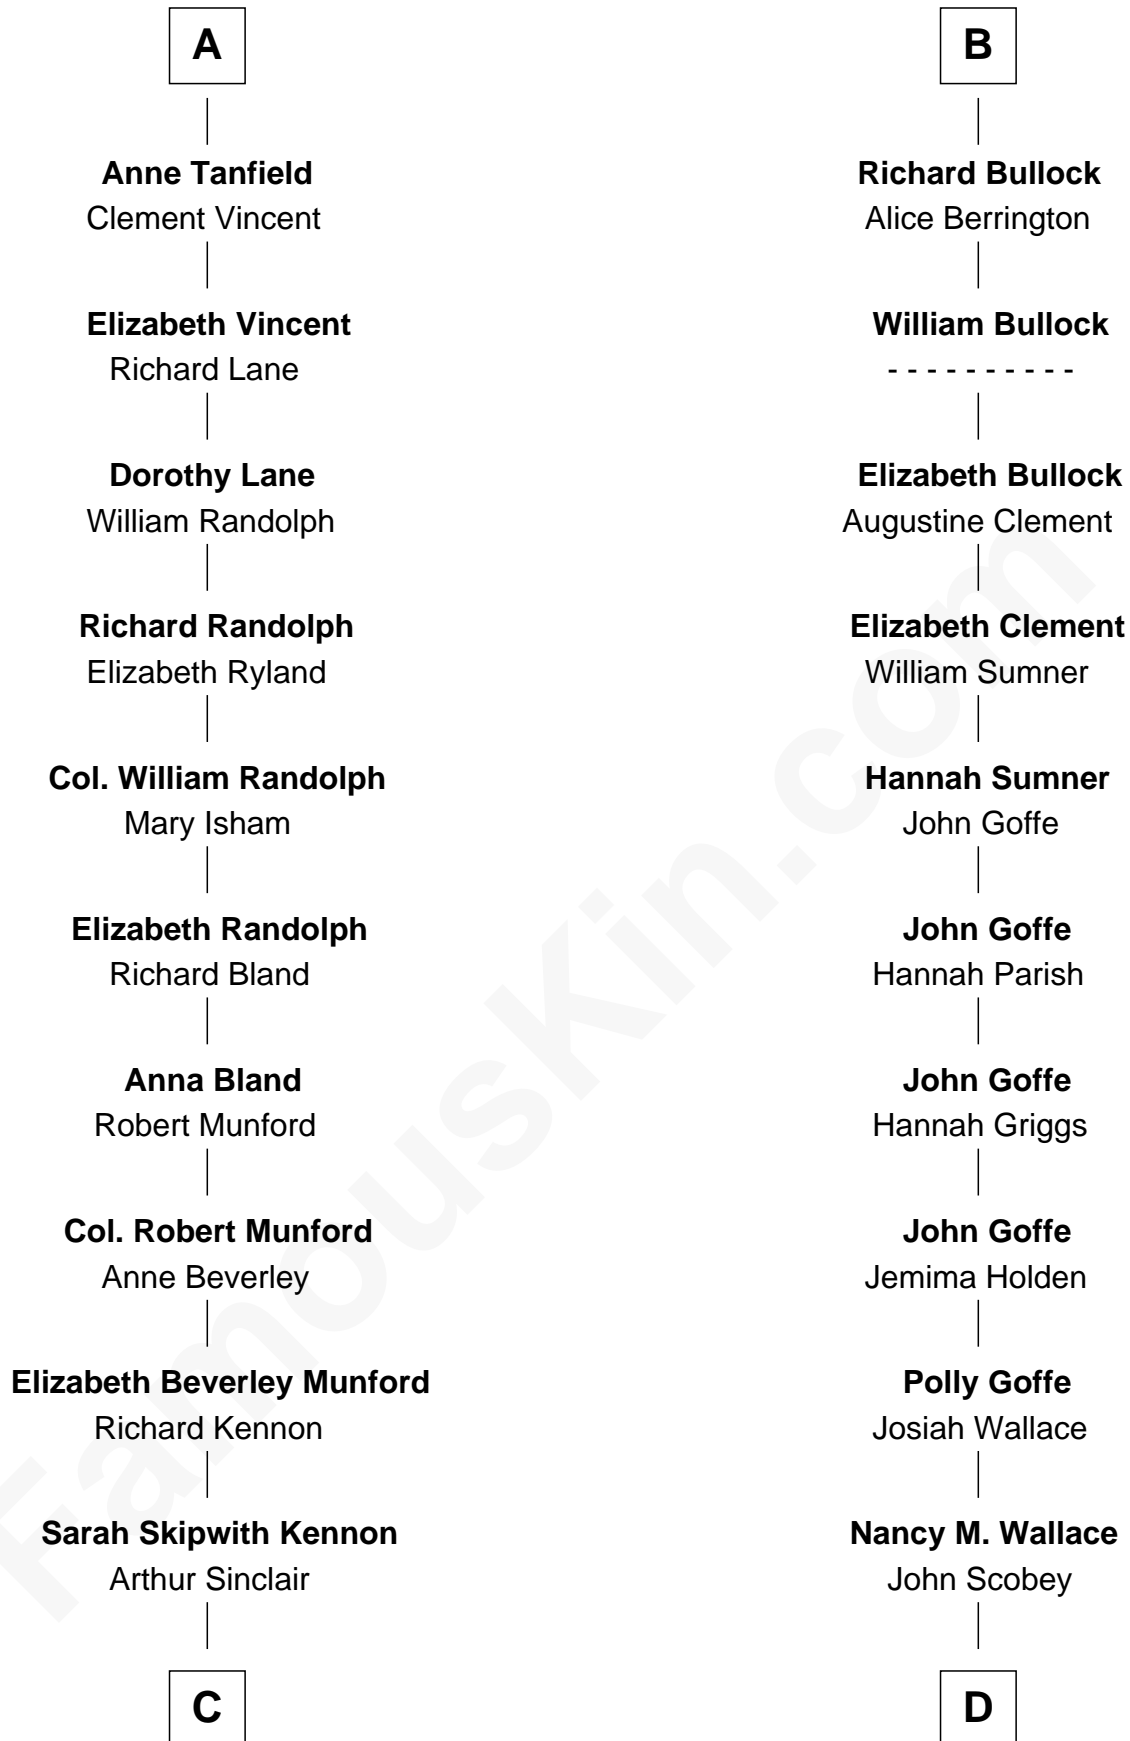 A
Anne Tanfield
Clement Vincent
Elizabeth Vincent
Richard Lane
Dorothy Lane
William Randolph
Richard Randolph
Elizabeth Ryland
Col. William Randolph
Mary Isham
Elizabeth Randolph
Richard Bland
Anna Bland
Robert Munford
Col. Robert Munford
Anne Beverley
Elizabeth Beverley Munford
Richard Kennon
Sarah Skipwith Kennon
Arthur Sinclair
C
B
Richard Bullock
Alice Berrington
William Bullock
- - - - - - - - - -
Elizabeth Bullock
Augustine Clement
Elizabeth Clement
William Sumner
Hannah Sumner
John Goffe
John Goffe
Hannah Parish
John Goffe
Hannah Griggs
John Goffe
Jemima Holden
Polly Goffe
Josiah Wallace
Nancy M. Wallace
John Scobey
D
FamousKin.com